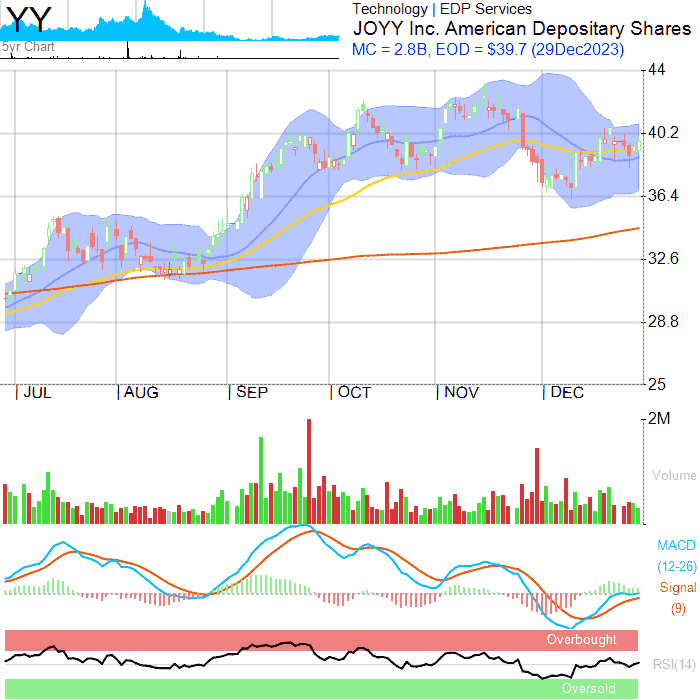 YY
5yr Chart
Technology | EDP Services
JOYY Inc. American Depositary Shares
MC = 2.8B, EOD = $39.7 (29Dec2023)
44
40.2
36.4
32.6
28.8
25
JUL AUG SEP OCT NOV DEC
2M
Volume
MACD
(12-26)
Signal
(9)
Overbought
RSI(14)
Oversold